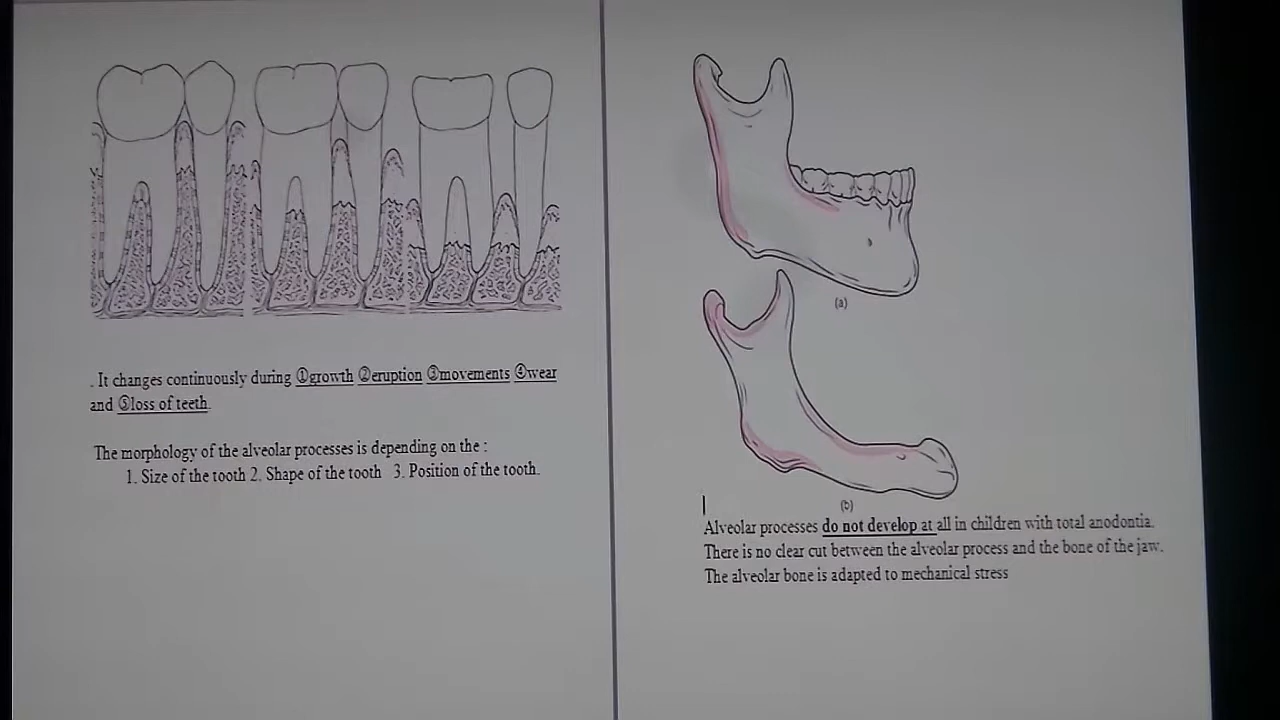 . It changes continuously during ①growth ②eruption ③movements ④wear
and ⑤loss of teeth.
The morphology of the alveolar processes is depending on the :
1. Size of the tooth 2. Shape of the tooth 3. Position of the tooth.
(a)
(b)
Alveolar processes do not develop at all in children with total anodontia.
There is no clear cut between the alveolar process and the bone of the jaw.
The alveolar bone is adapted to mechanical stress